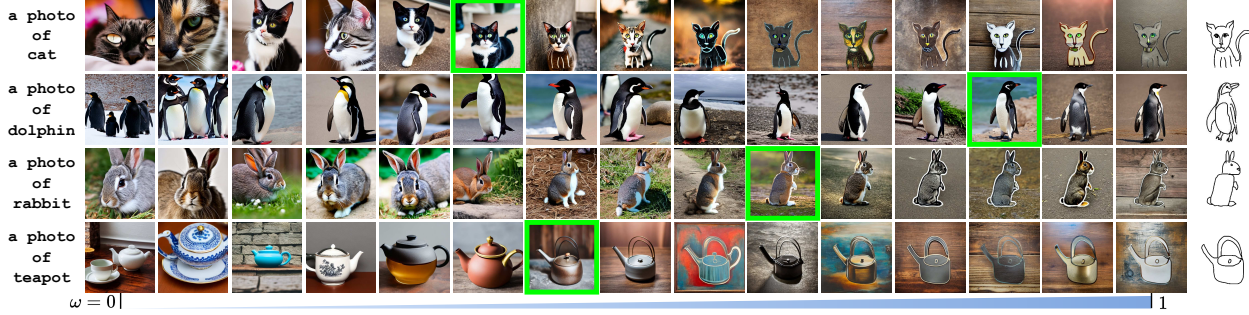 a photo
of
cat
a photo
of
dolphin
a photo
of
rabbit
a photo
of
teapot
ω = 0
1